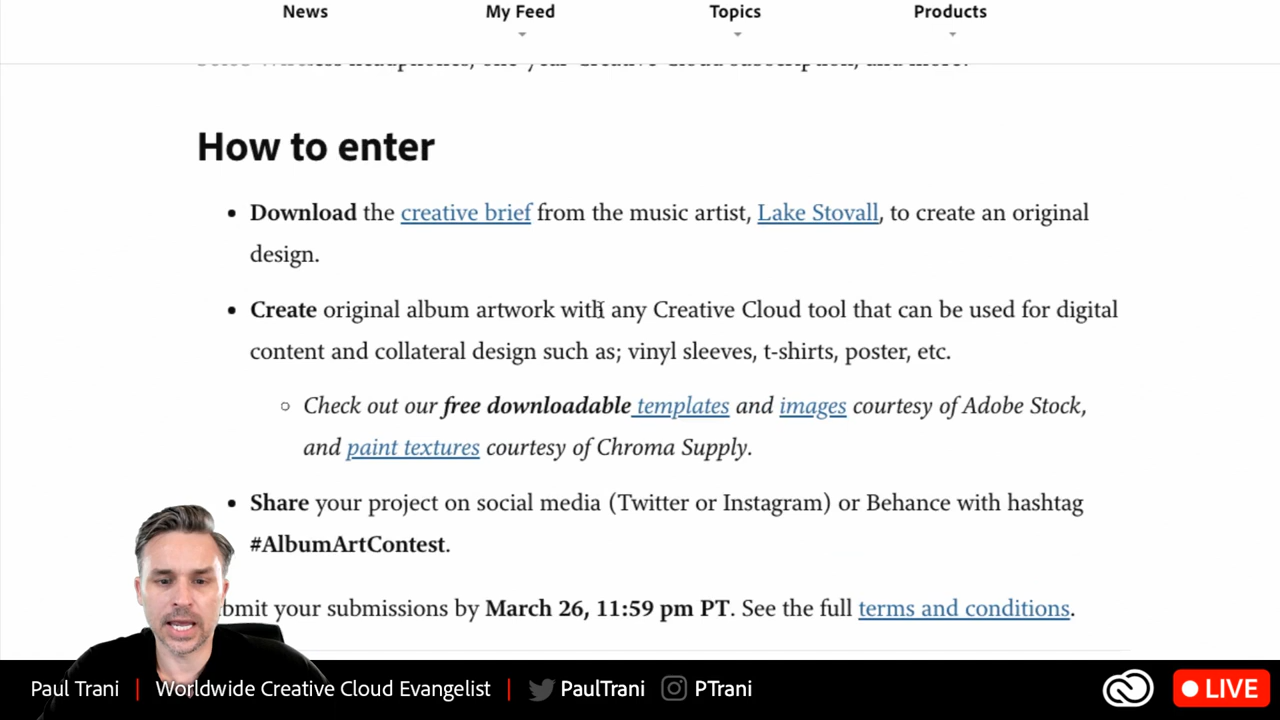 News My Feed Topics Products
How to enter
• Download the creative brief from the music artist, Lake Stovall, to create an original
design.
• Create original album artwork with any Creative Cloud tool that can be used for digital
content and collateral design such as; vinyl sleeves, t-shirts, poster, etc.
○ Check out our free downloadable templates and images courtesy of Adobe Stock,
and paint textures courtesy of Chroma Supply.
• Share your project on social media (Twitter or Instagram) or Behance with hashtag
#AlbumArtContest.
bmit your submissions by March 26, 11:59 pm PT. See the full terms and conditions.
Paul Trani | Worldwide Creative Cloud Evangelist | PaulTrani PTrani LIVE